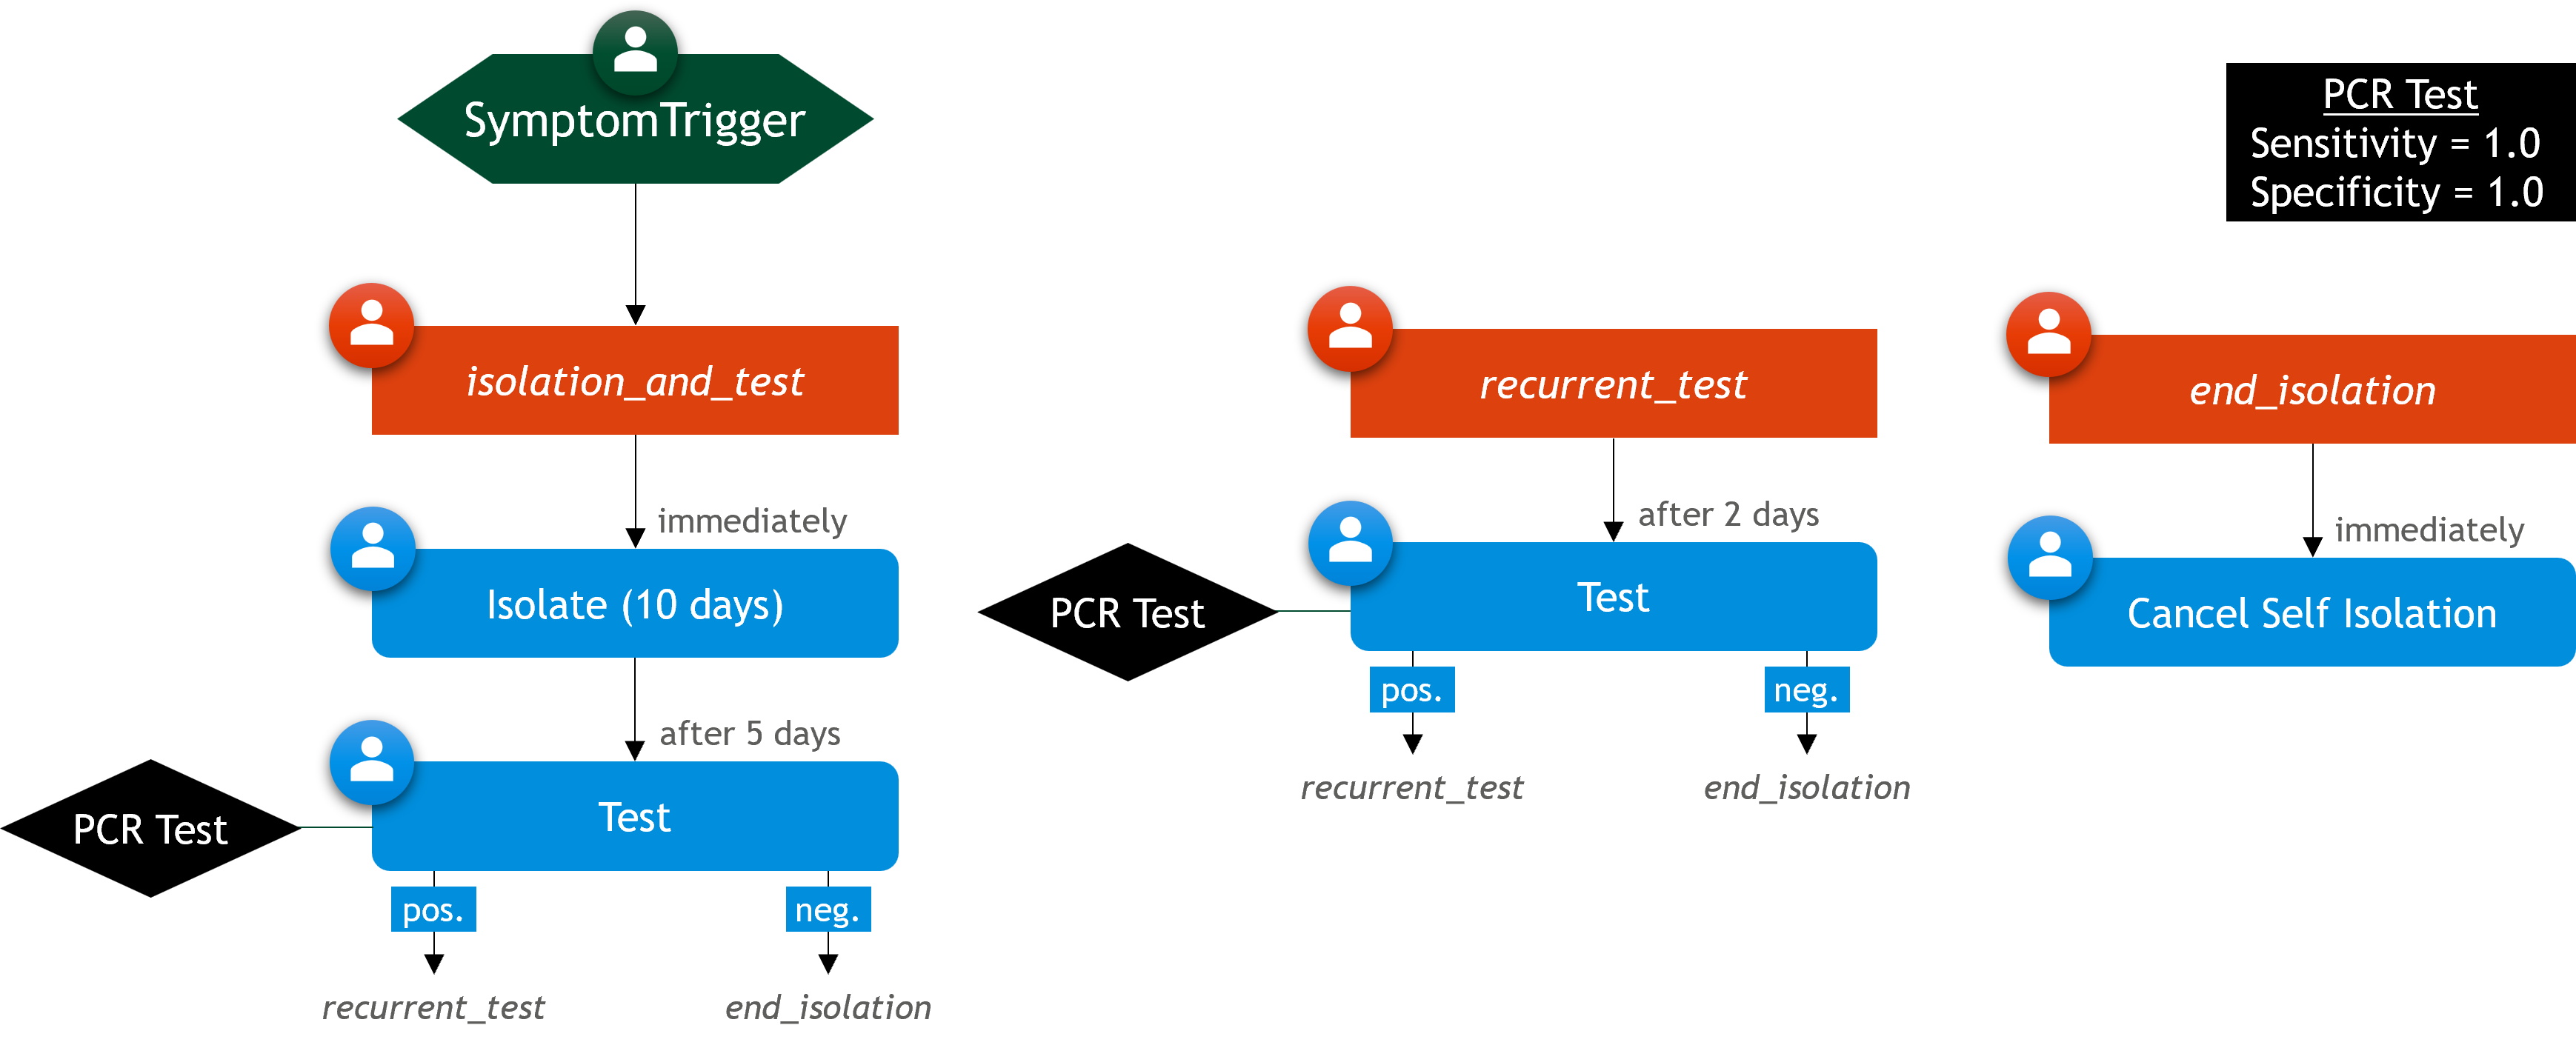 SymptomTrigger
isolation_and_test
immediately
Isolate (10 days)
after 5 days
PCR Test
Test
pos.
neg.
recurrent_test
end_isolation
recurrent_test
after 2 days
PCR Test
Test
pos.
neg.
recurrent_test
end_isolation
PCR Test
Sensitivity = 1.0
Specificity = 1.0
end_isolation
immediately
Cancel Self Isolation